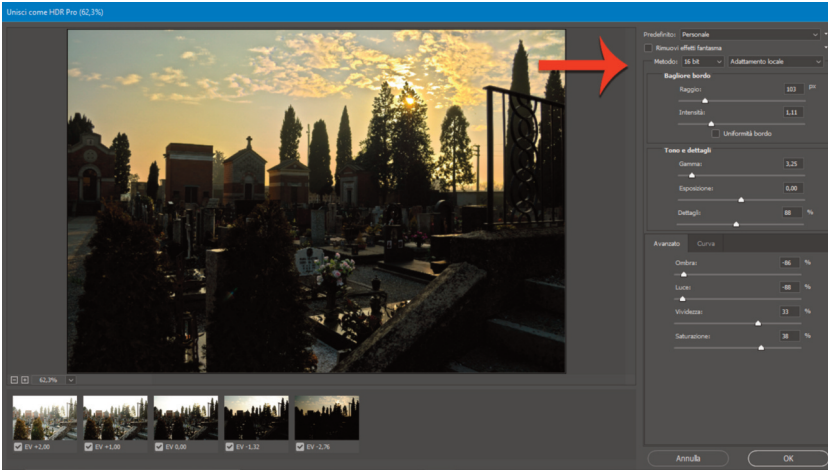 Unisci come HDR Pro (62,3%)
Predefinito: Personale
Rimuovi effetti fantasma
Metodo: 16 bit Adattamento locale
Bagliore bordo
Raggio: 103 px
Intensità: 1,11
Uniformità bordo
Tono e dettagli
Gamma: 3,25
Esposizione: 0,00
Dettagli: 88 %
Avanzato Curva
Ombra: -86 %
Luce: -88 %
Vividezza: 33 %
Saturazione: 38 %
62,3%
EV +2,00 EV +1,00 EV 0,00 EV -1,32 EV -2,76
Annulla OK